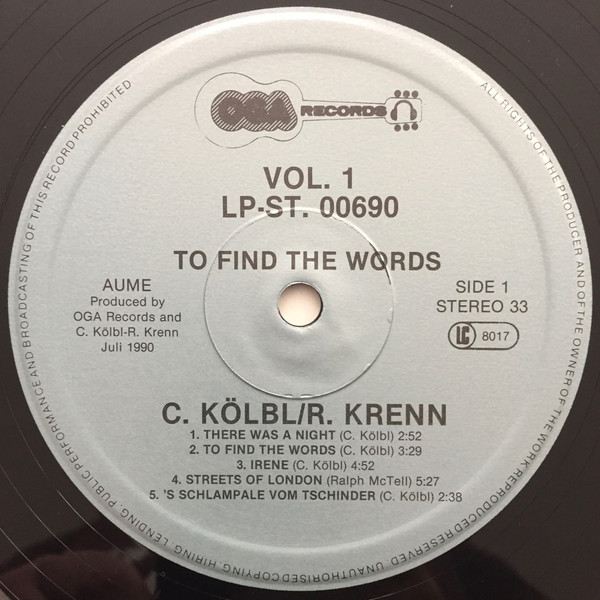 OGA RECORDS
VOL. 1
LP-ST. 00690
TO FIND THE WORDS
AUME
Produced by
OGA Records and
C. Kölbl-R. Krenn
Juli 1990
SIDE 1
STEREO 33
LC 8017
C. KÖLBL/R. KRENN
1. THERE WAS A NIGHT (C. Kölbl) 2:52
2. TO FIND THE WORDS (C. Kölbl) 3:29
3. IRENE (C. Kölbl) 4:52
4. STREETS OF LONDON (Ralph McTell) 5:27
5. 'S SCHLAMPALE VOM TSCHINDER (C. Kölbl) 2:38
ALL RIGHTS OF THE PRODUCER AND OF THE OWNER OF THE WORK REPRODUCED RESERVED. UNAUTHORISED COPYING, HIRING, LENDING, PUBLIC PERFORMANCE AND BROADCASTING OF THIS RECORD PROHIBITED